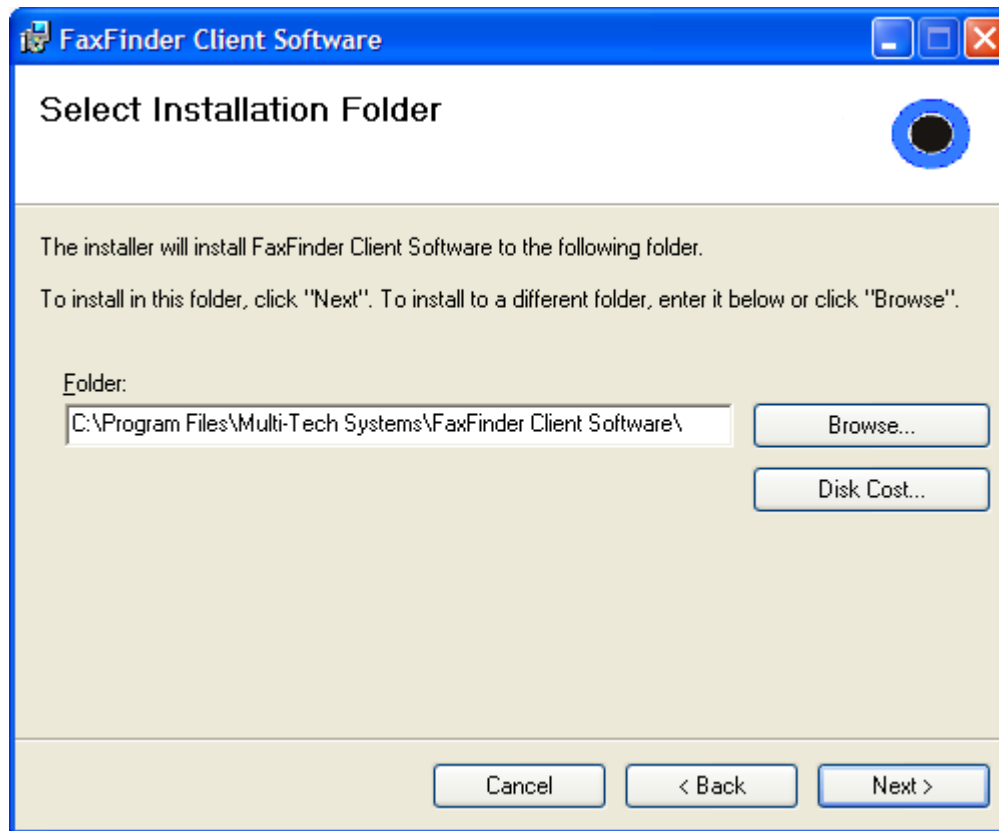 FaxFinder Client Software
Select Installation Folder
The installer will install FaxFinder Client Software to the following folder.
To install in this folder, click "Next". To install to a different folder, enter it below or click "Browse".
Folder:
C:\Program Files\Multi-Tech Systems\FaxFinder Client Software\
Browse...
Disk Cost...
Cancel
< Back
Next >